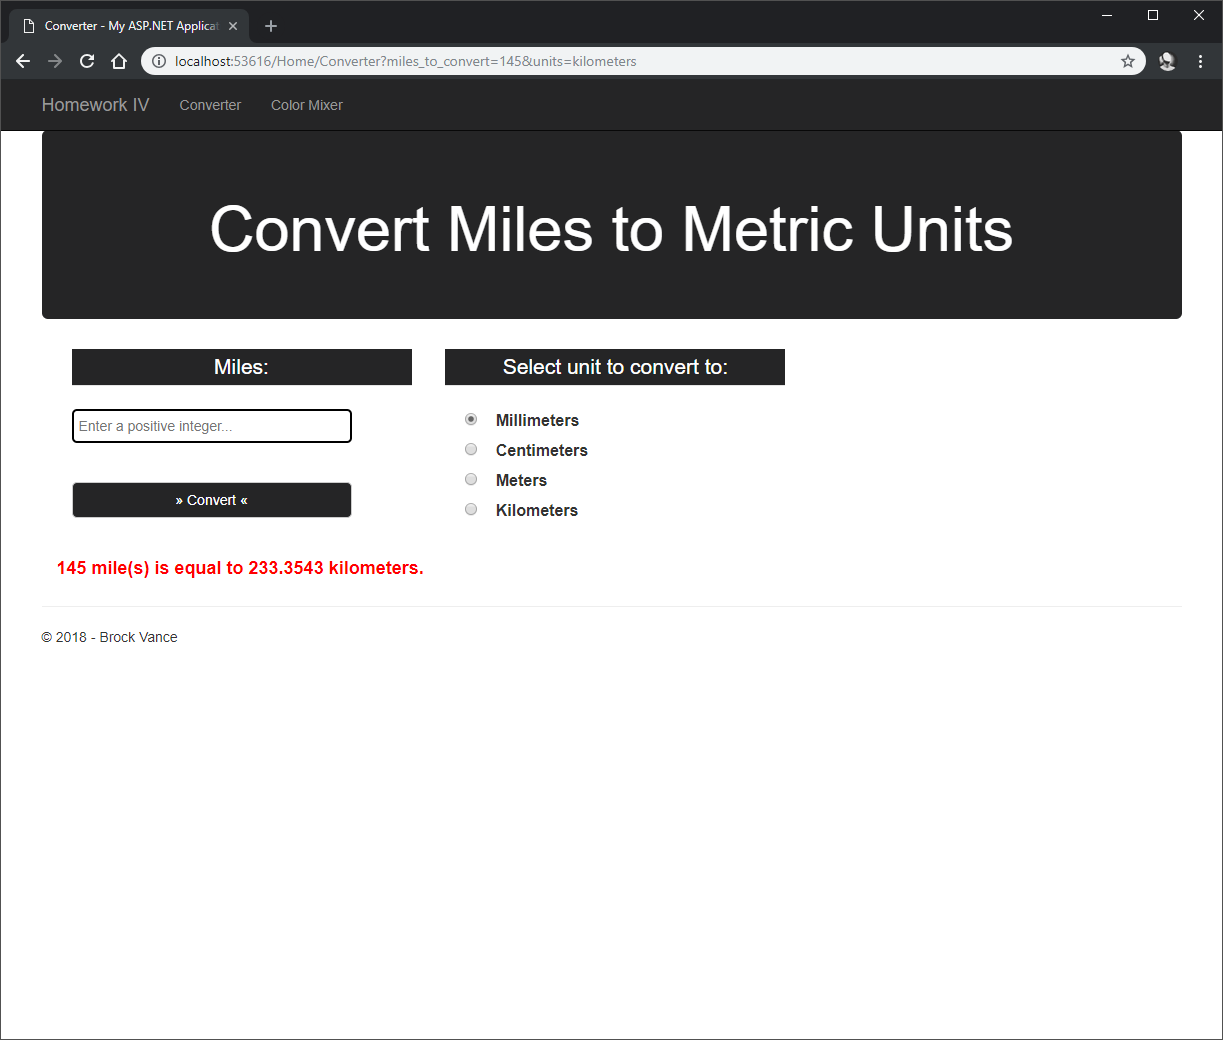 Converter - My ASP.NET Applicat
localhost:53616/Home/Converter?miles_to_convert=145&units=kilometers
Homework IV Converter Color Mixer
Convert Miles to Metric Units
Miles:
Enter a positive integer...
» Convert «
Select unit to convert to:
Millimeters
Centimeters
Meters
Kilometers
145 mile(s) is equal to 233.3543 kilometers.
© 2018 - Brock Vance